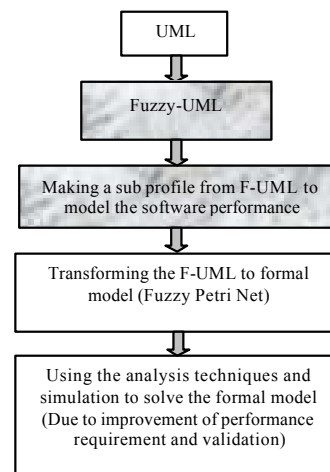 UML
Fuzzy-UML
Making a sub profile from F-UML to
model the software performance
Transforming the F-UML to formal
model (Fuzzy Petri Net)
Using the analysis techniques and
simulation to solve the formal model
(Due to improvement of performance
requirement and validation)